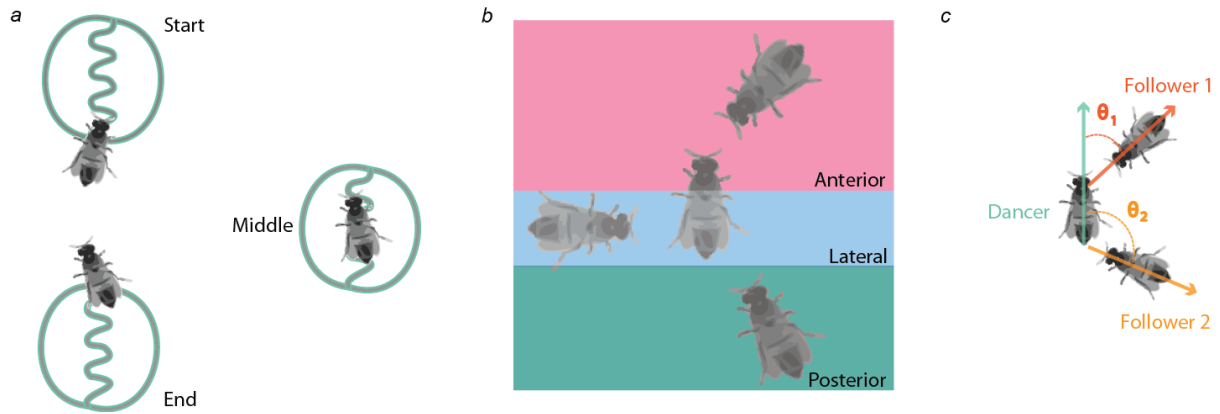 a
Start
Middle
End
b
Anterior
Lateral
Posterior
c
Follower 1
θ1
Dancer
θ2
Follower 2